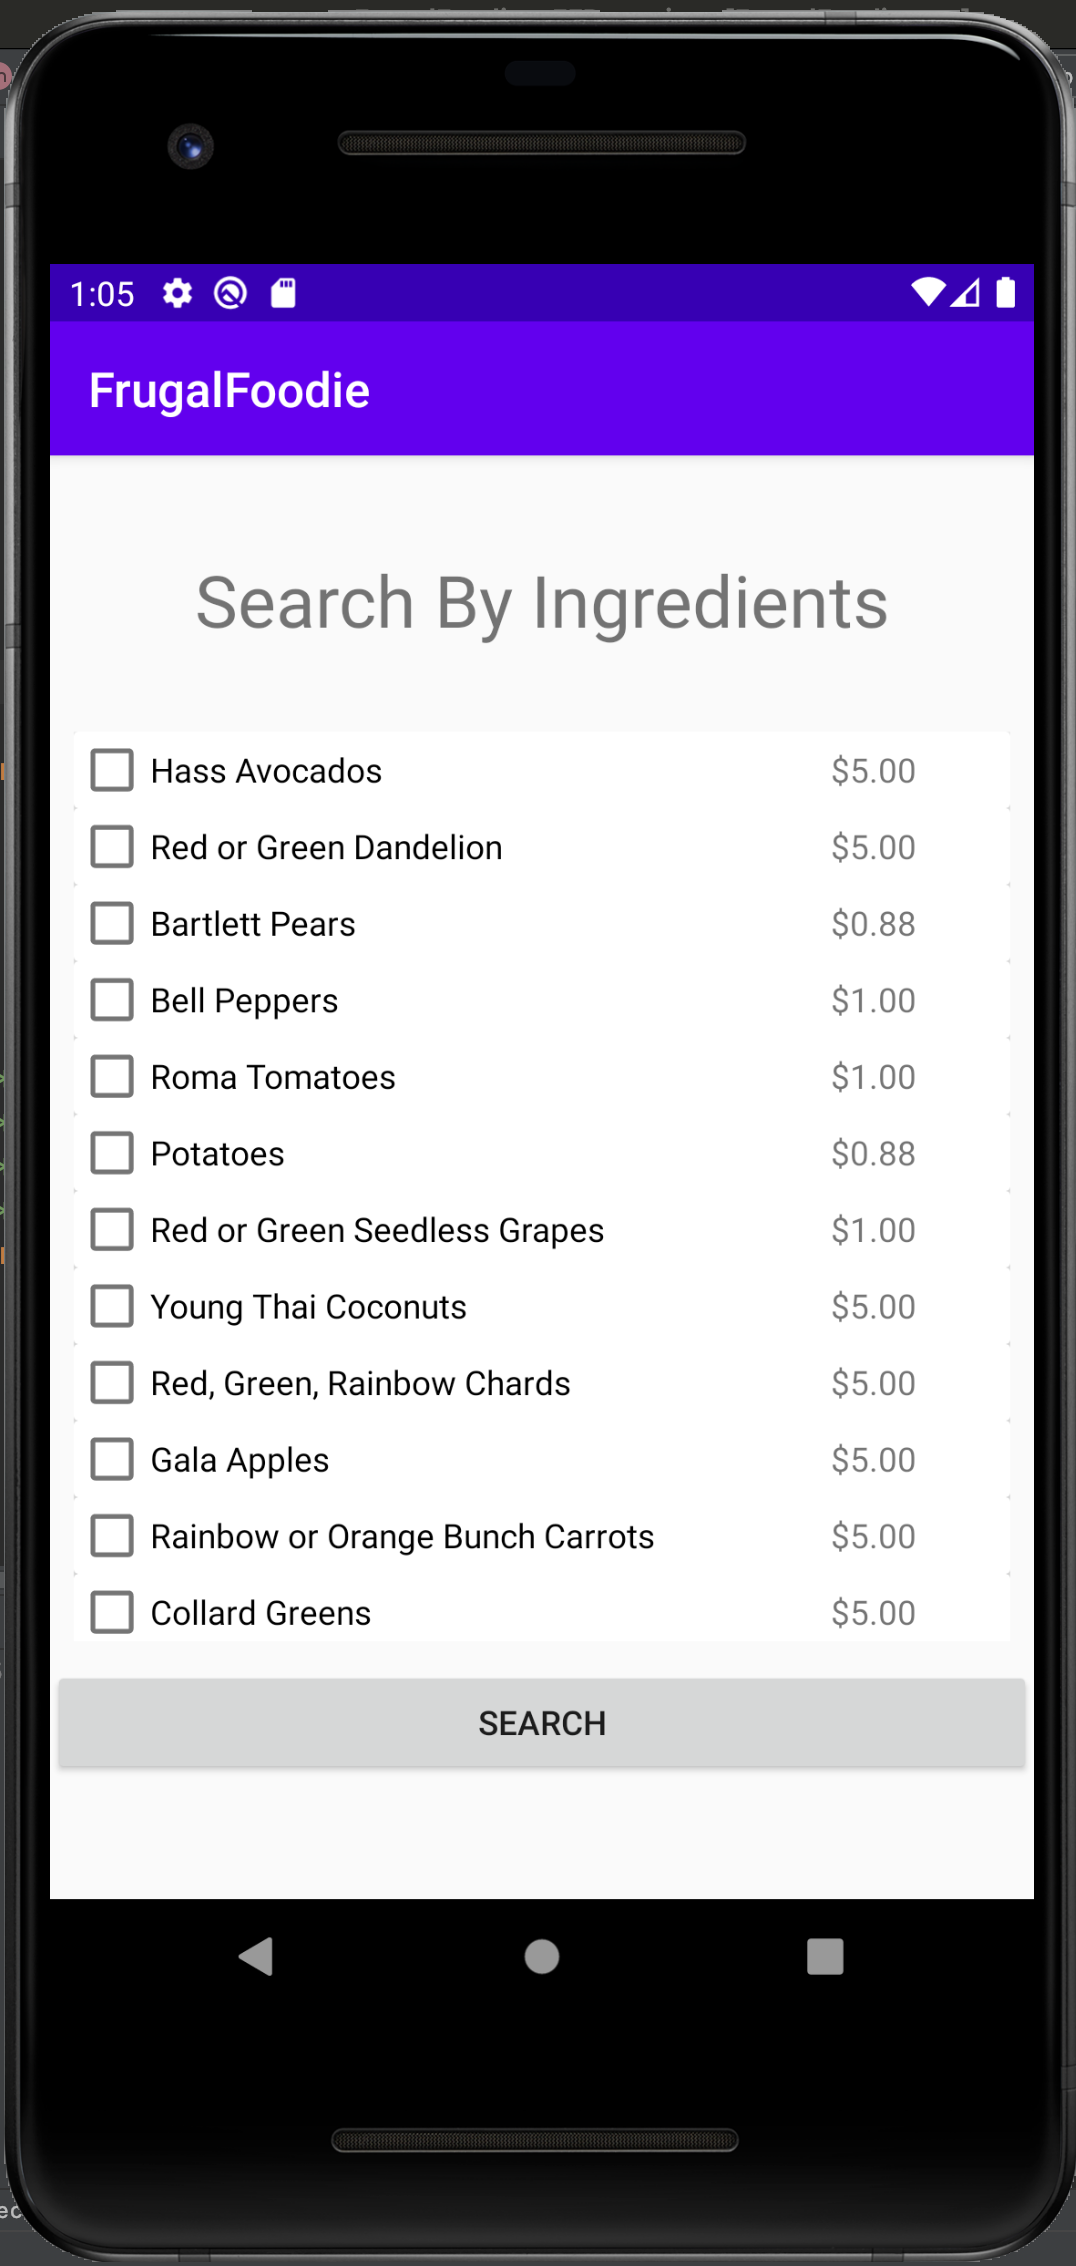 1:05
FrugalFoodie
Search By Ingredients
Hass Avocados $5.00
Red or Green Dandelion $5.00
Bartlett Pears $0.88
Bell Peppers $1.00
Roma Tomatoes $1.00
Potatoes $0.88
Red or Green Seedless Grapes $1.00
Young Thai Coconuts $5.00
Red, Green, Rainbow Chards $5.00
Gala Apples $5.00
Rainbow or Orange Bunch Carrots $5.00
Collard Greens $5.00
SEARCH